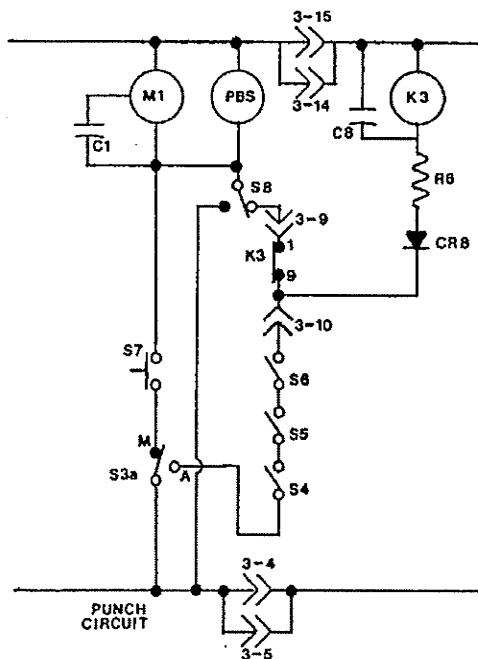 3-15
M1
PBS
3-14
K3
C8
C1
R6
S8
3-9
CR8
K3
1
9
3-10
S7
S6
M
S5
S3a
A
S4
3-4
PUNCH
CIRCUIT
3-5